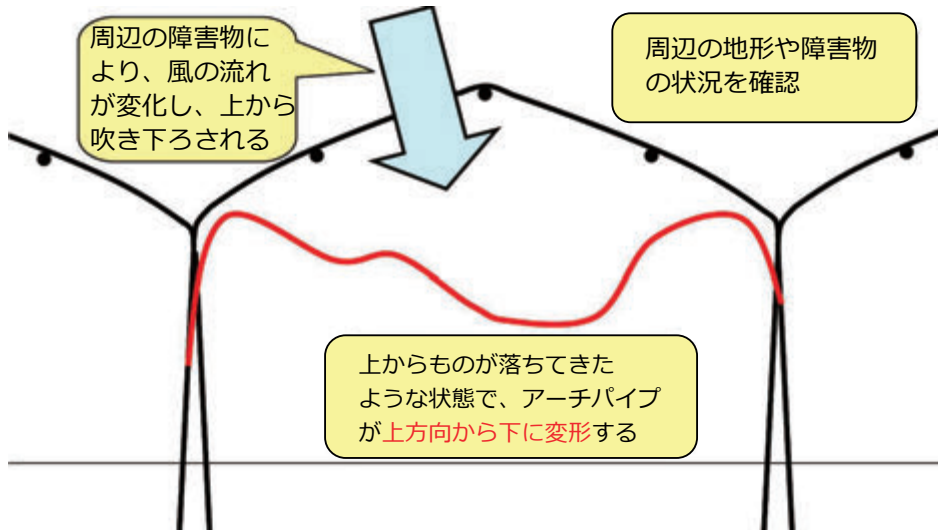 周辺の障害物に
より、風の流れ
が変化し、上から
吹き下ろされる
周辺の地形や障害物
の状況を確認
上からものが落ちてきた
ような状態で、アーチパイプ
が上方向から下に変形する